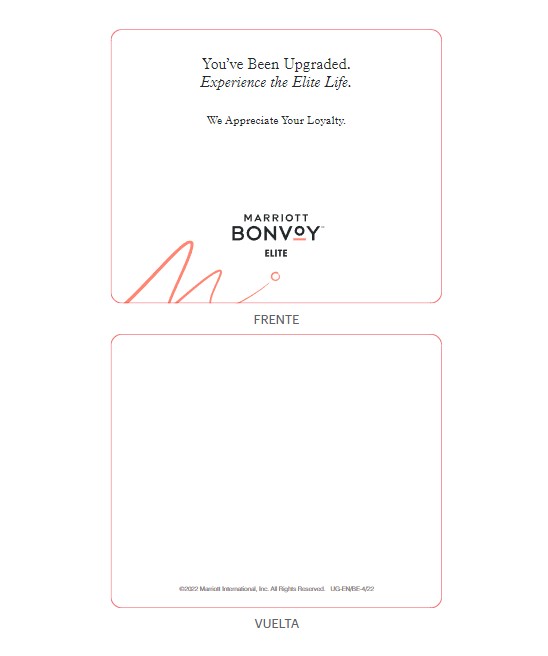 You've Been Upgraded.
Experience the Elite Life.
We Appreciate Your Loyalty.
MARRIOTT
BONVOY™
ELITE
FRENTE
©2022 Marriott International, Inc. All Rights Reserved. UG-EN/BE-4/22
VUELTA